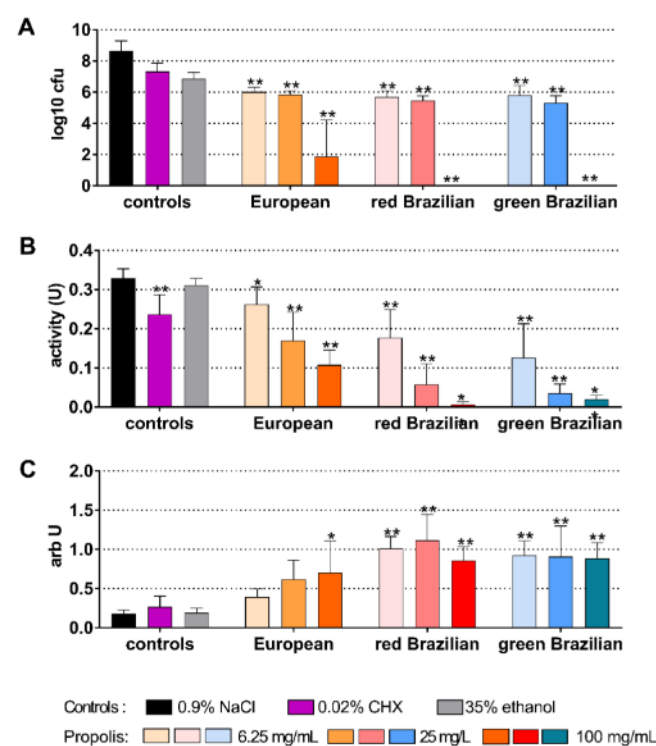 A
10
8
6
4
2
0
log10 cfu
** ** **
** ** **
** ** **
controls European red Brazilian green Brazilian
B
0.4
0.3
0.2
0.1
0.0
activity (U)
**
* ** **
** ** * *
** ** * *
controls European red Brazilian green Brazilian
C
2.0
1.5
1.0
0.5
0.0
arb U
*
** ** **
** ** **
controls European red Brazilian green Brazilian
Controls : 0.9% NaCl 0.02% CHX 35% ethanol
Propolis: 6.25 mg/mL 25 mg/L 100 mg/mL